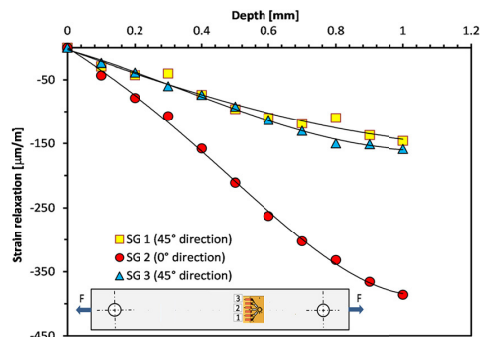 Depth [mm]
0 0.2 0.4 0.6 0.8 1 1.2
-50
-150
-250
-350
-450
Strain relaxation [µm/m]
SG 1 (45° direction)
SG 2 (0° direction)
SG 3 (45° direction)
F
3
2
1
F